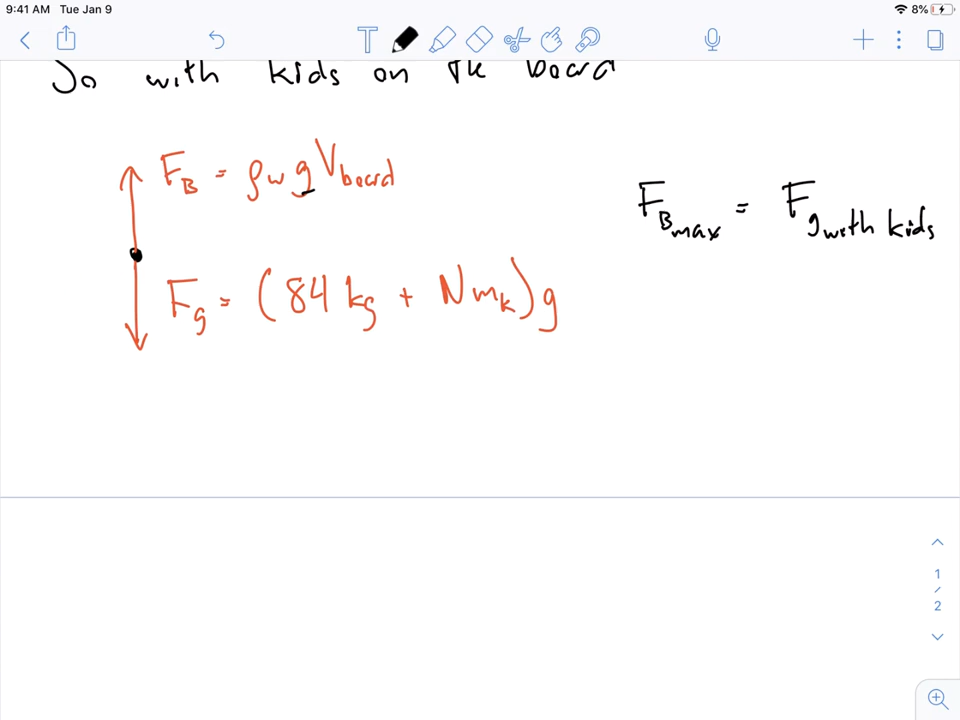 9:41 AM Tue Jan 9
8%
So with kids on the board
F_B = ρ_w g V_board
F_Bmax = F_g with kids
F_g = (84 kg + N m_k) g
T
1
/
2